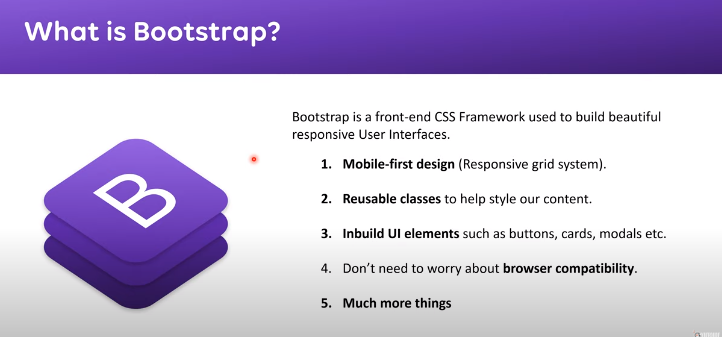 What is Bootstrap?
Bootstrap is a front-end CSS Framework used to build beautiful
responsive User Interfaces.
1. Mobile-first design (Responsive grid system).
2. Reusable classes to help style our content.
3. Inbuild UI elements such as buttons, cards, modals etc.
4. Don't need to worry about browser compatibility.
5. Much more things
B